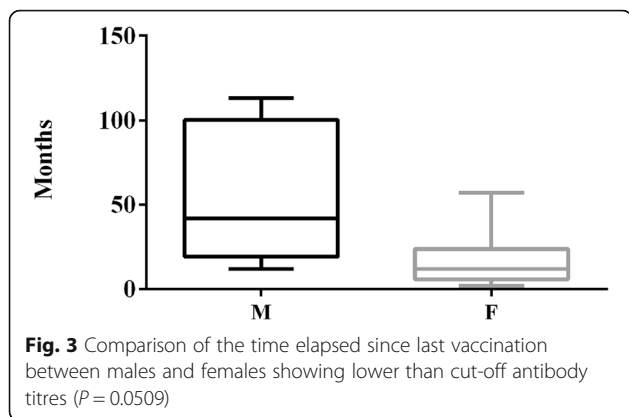 150
100
50
0
Months
M F
Fig. 3 Comparison of the time elapsed since last vaccination
between males and females showing lower than cut-off antibody
titres (P = 0.0509)